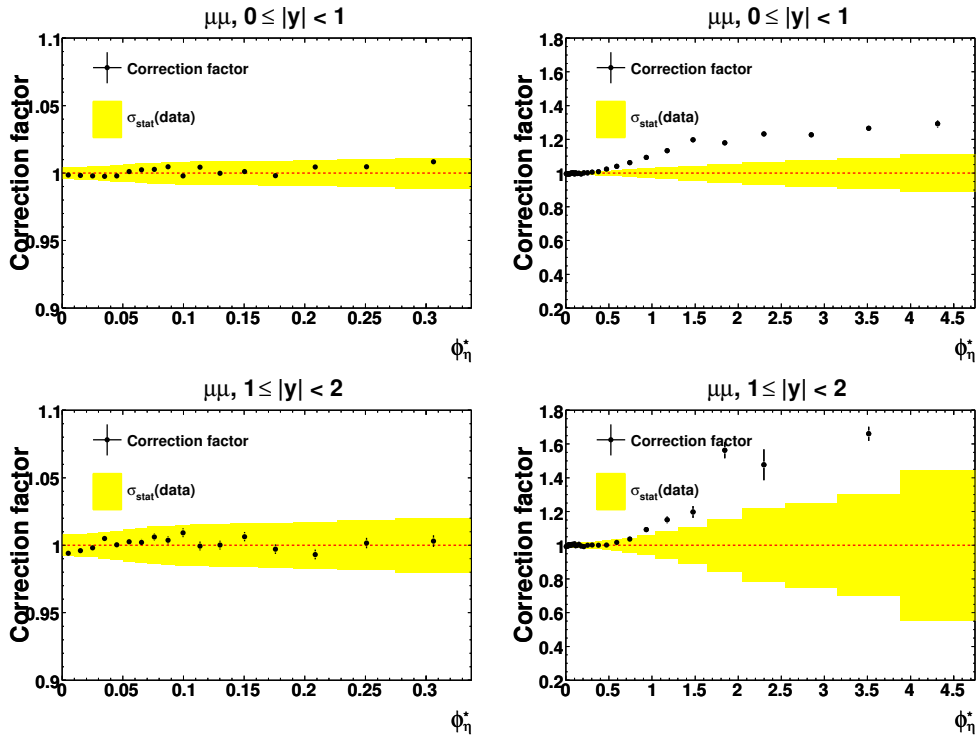 μμ, 0 ≤ |y| < 1
Correction factor
1.1
1.05
1
0.95
0.9
Correction factor
σstat(data)
0 0.05 0.1 0.15 0.2 0.25 0.3
ϕ*η
μμ, 0 ≤ |y| < 1
Correction factor
1.8
1.6
1.4
1.2
1
0.8
0.6
0.4
0.2
Correction factor
σstat(data)
0 0.5 1 1.5 2 2.5 3 3.5 4 4.5
ϕ*η
μμ, 1 ≤ |y| < 2
Correction factor
1.1
1.05
1
0.95
0.9
Correction factor
σstat(data)
0 0.05 0.1 0.15 0.2 0.25 0.3
ϕ*η
μμ, 1 ≤ |y| < 2
Correction factor
1.8
1.6
1.4
1.2
1
0.8
0.6
0.4
0.2
Correction factor
σstat(data)
0 0.5 1 1.5 2 2.5 3 3.5 4 4.5
ϕ*η